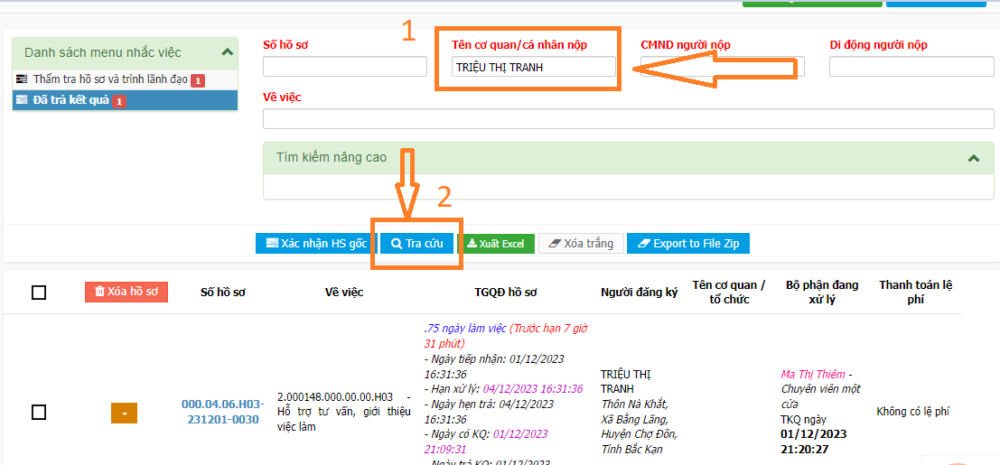 1
Danh sách menu nhắc việc
Thẩm tra hồ sơ và trình lãnh đạo 1
Đã trả kết quả 1
Số hồ sơ
Tên cơ quan/cá nhân nộp
CMND người nộp
Di động người nộp
TRIỆU THỊ TRANH
Về việc
Tìm kiếm nâng cao
2
Xác nhận HS gốc
Tra cứu
Xuất Excel
Xóa trắng
Export to File Zip
Xóa hồ sơ
Số hồ sơ
Về việc
TGQĐ hồ sơ
Người đăng ký
Tên cơ quan /
tổ chức
Bộ phận đang
xử lý
Thanh toán lệ
phí
000.04.06.H03-
231201-0030
2.000148.000.00.00.H03 -
Hỗ trợ tư vấn, giới thiệu
việc làm
.75 ngày làm việc (Trước hạn 7 giờ
31 phút)
- Ngày tiếp nhận: 01/12/2023
16:31:36
- Hạn xử lý: 04/12/2023 16:31:36
- Ngày hẹn trả: 04/12/2023
16:31:36
- Ngày có KQ: 01/12/2023
21:09:31
- Ngày trả KQ: 01/12/2023
TRIỆU THỊ
TRANH
Thôn Nà Khắt,
Xã Bằng Lãng,
Huyện Chợ Đồn,
Tỉnh Bắc Kạn
Ma Thị Thiêm -
Chuyên viên một
cửa
TKQ ngày
01/12/2023
21:20:27
Không có lệ phí